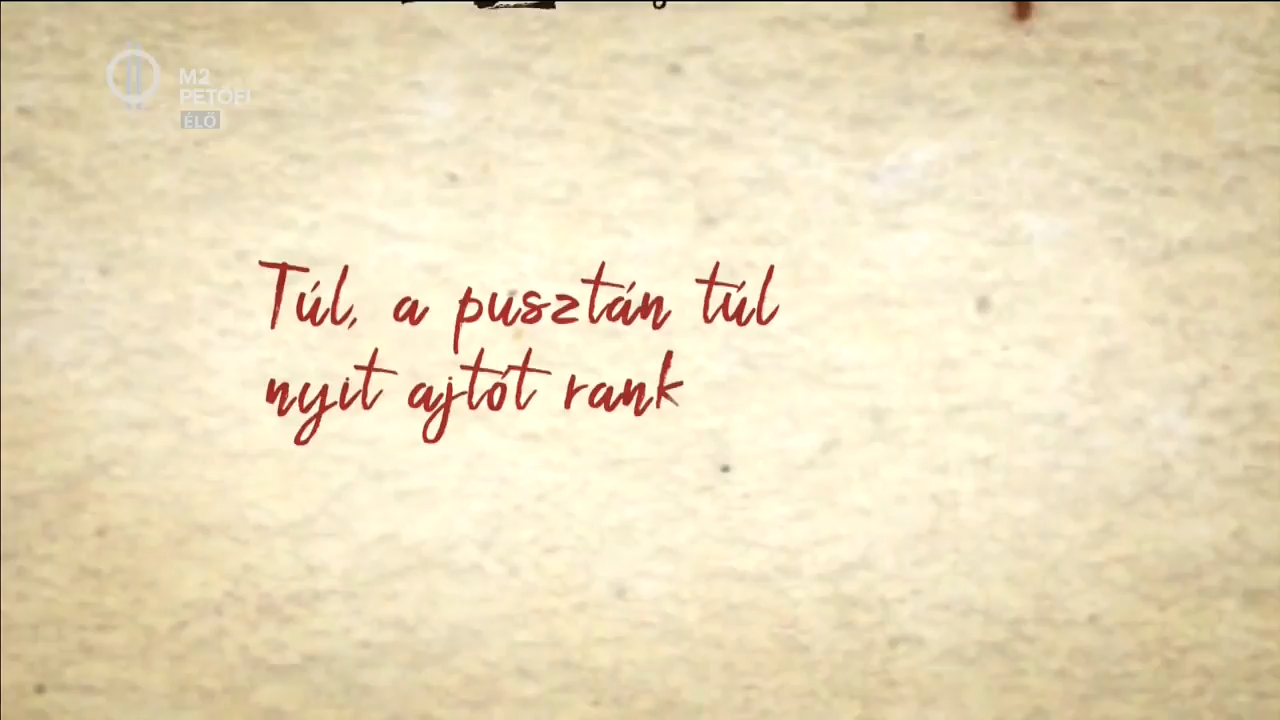 M2
PETŐFI
ÉLŐ
Túl, a pusztán túl
nyit ajtót rank